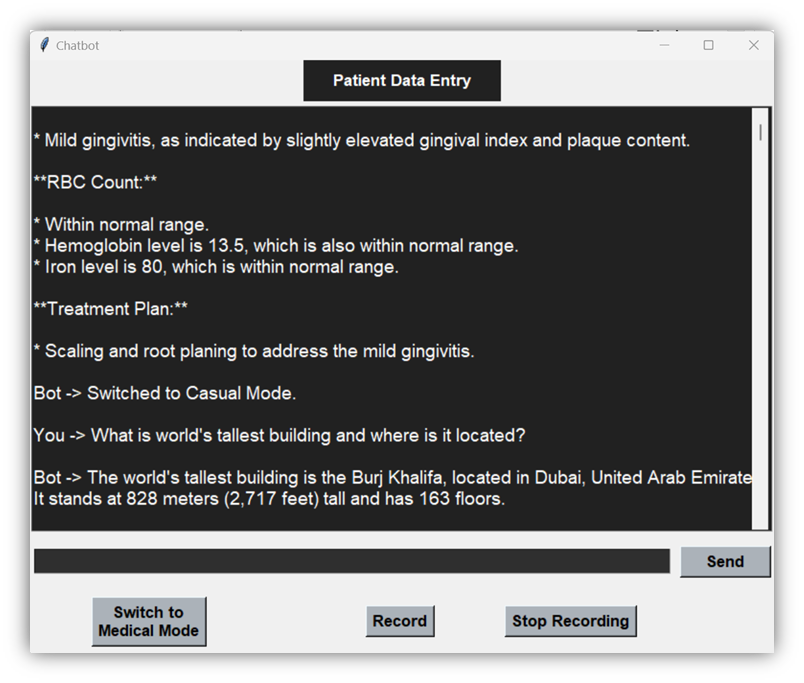 Chatbot
Patient Data Entry
* Mild gingivitis, as indicated by slightly elevated gingival index and plaque content.
**RBC Count:**
* Within normal range.
* Hemoglobin level is 13.5, which is also within normal range.
* Iron level is 80, which is within normal range.
**Treatment Plan:**
* Scaling and root planing to address the mild gingivitis.
Bot -> Switched to Casual Mode.
You -> What is world's tallest building and where is it located?
Bot -> The world's tallest building is the Burj Khalifa, located in Dubai, United Arab Emirate
It stands at 828 meters (2,717 feet) tall and has 163 floors.
Send
Switch to
Medical Mode
Record
Stop Recording